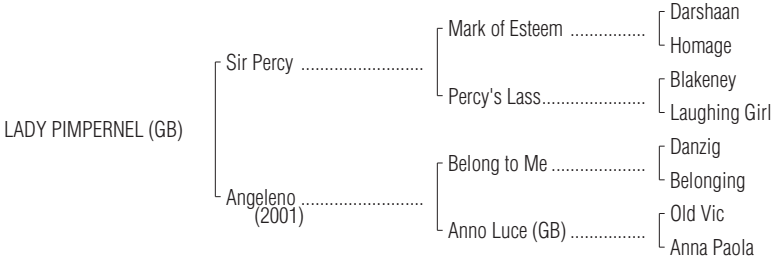 Darshaan
Mark of Esteem ................
Homage
Sir Percy ..........................
Blakeney
Percy's Lass......................
Laughing Girl
LADY PIMPERNEL (GB)
Danzig
Belong to Me ....................
Belonging
Angeleno ..........................
(2001)
Old Vic
Anno Luce (GB) ................
Anna Paola